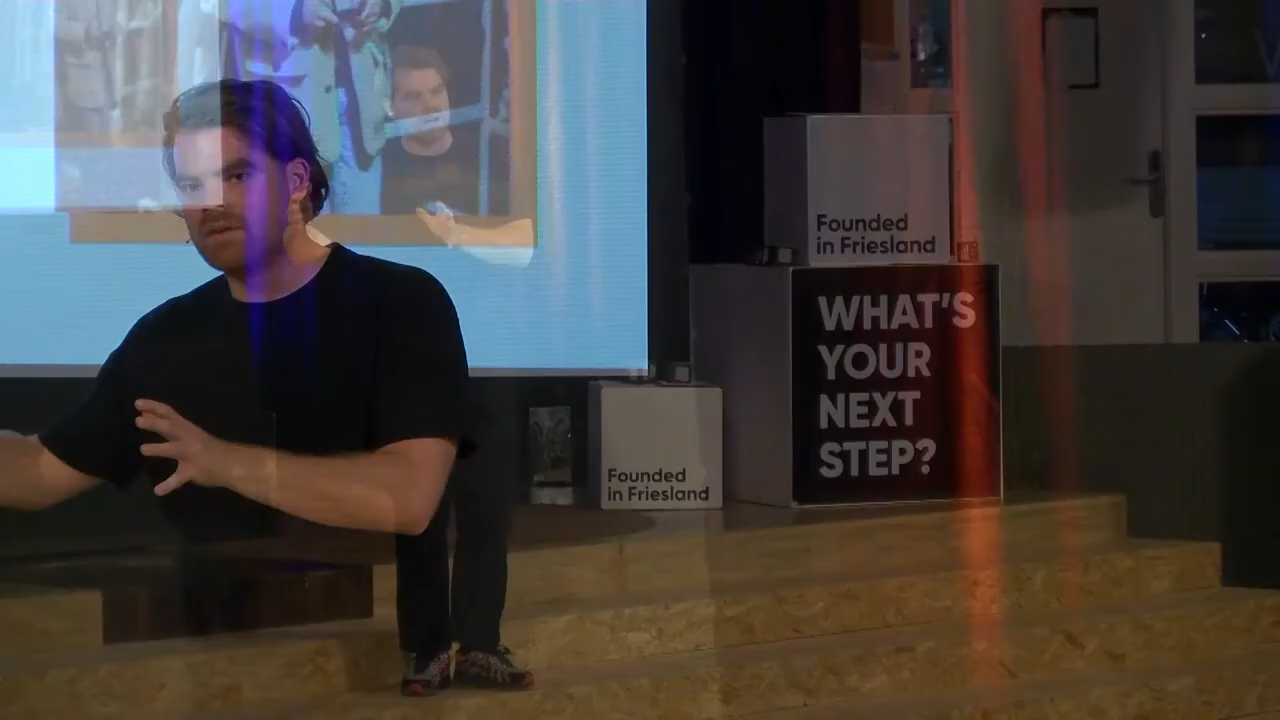 Founded
in Friesland
WHAT'S
YOUR
NEXT
STEP?
Founded
in Friesland